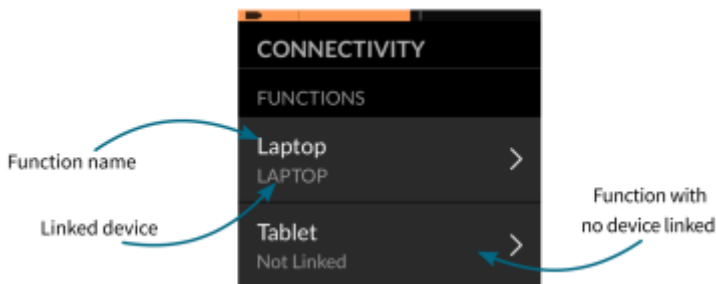 CONNECTIVITY
FUNCTIONS
Laptop
LAPTOP
Tablet
Not Linked
Function name
Linked device
Function with
no device linked